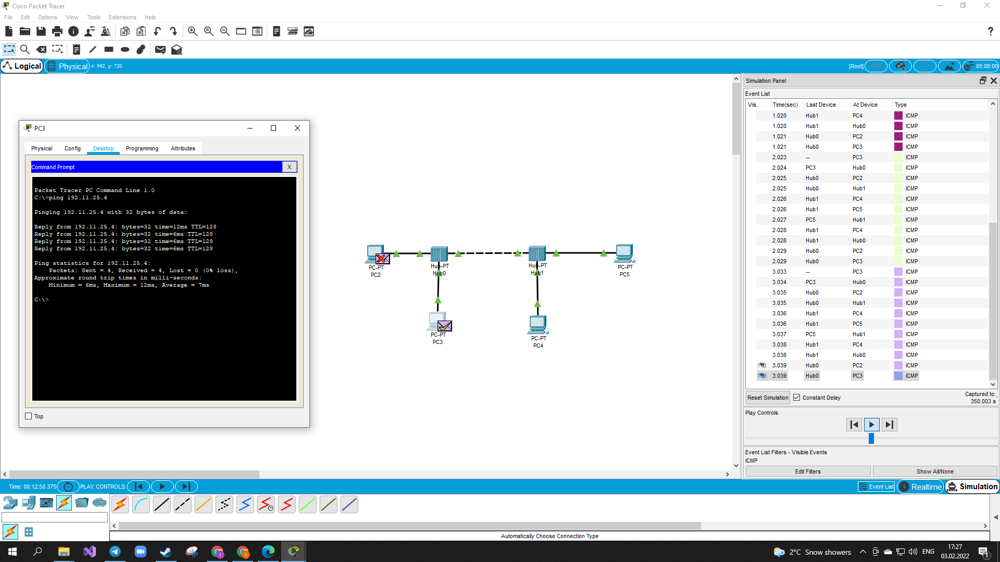 Cisco Packet Tracer
File Edit Options View Tools Extensions Help
?
Logical Physical x: 942, y: 720 [Root] 05:08:00
PC3
Physical Config Desktop Programming Attributes
Command Prompt X
Packet Tracer PC Command Line 1.0
C:\>ping 192.11.25.4
Pinging 192.11.25.4 with 32 bytes of data:
Reply from 192.11.25.4: bytes=32 time=12ms TTL=128
Reply from 192.11.25.4: bytes=32 time=6ms TTL=128
Reply from 192.11.25.4: bytes=32 time=6ms TTL=128
Reply from 192.11.25.4: bytes=32 time=6ms TTL=128
Ping statistics for 192.11.25.4:
Packets: Sent = 4, Received = 4, Lost = 0 (0% loss),
Approximate round trip times in milli-seconds:
Minimum = 6ms, Maximum = 12ms, Average = 7ms
C:\>
Top
PC-PT
PC2
Hub-PT
Hub0
Hub-PT
Hub1
PC-PT
PC5
PC-PT
PC3
PC-PT
PC4
Simulation Panel
Event List
Vis. Time(sec) Last Device At Device Type
1.020 Hub1 PC4 ICMP
1.020 Hub1 Hub0 ICMP
1.021 Hub0 PC2 ICMP
1.021 Hub0 PC3 ICMP
2.023 -- PC3 ICMP
2.024 PC3 Hub0 ICMP
2.025 Hub0 PC2 ICMP
2.025 Hub0 Hub1 ICMP
2.026 Hub1 PC4 ICMP
2.026 Hub1 PC5 ICMP
2.027 PC5 Hub1 ICMP
2.028 Hub1 PC4 ICMP
2.028 Hub1 Hub0 ICMP
2.029 Hub0 PC2 ICMP
2.029 Hub0 PC3 ICMP
3.033 -- PC3 ICMP
3.034 PC3 Hub0 ICMP
3.035 Hub0 PC2 ICMP
3.035 Hub0 Hub1 ICMP
3.036 Hub1 PC4 ICMP
3.036 Hub1 PC5 ICMP
3.037 PC5 Hub1 ICMP
3.038 Hub1 PC4 ICMP
3.038 Hub1 Hub0 ICMP
3.039 Hub0 PC2 ICMP
3.039 Hub0 PC3 ICMP
Reset Simulation Constant Delay Captured to:
350.003 s
Play Controls
Event List Filters - Visible Events
ICMP
Edit Filters Show All/None
Time: 00:12:50.375 PLAY CONTROLS: Event List Realtime Simulation
Automatically Choose Connection Type
2°C Snow showers ENG 17:27
03.02.2022
1